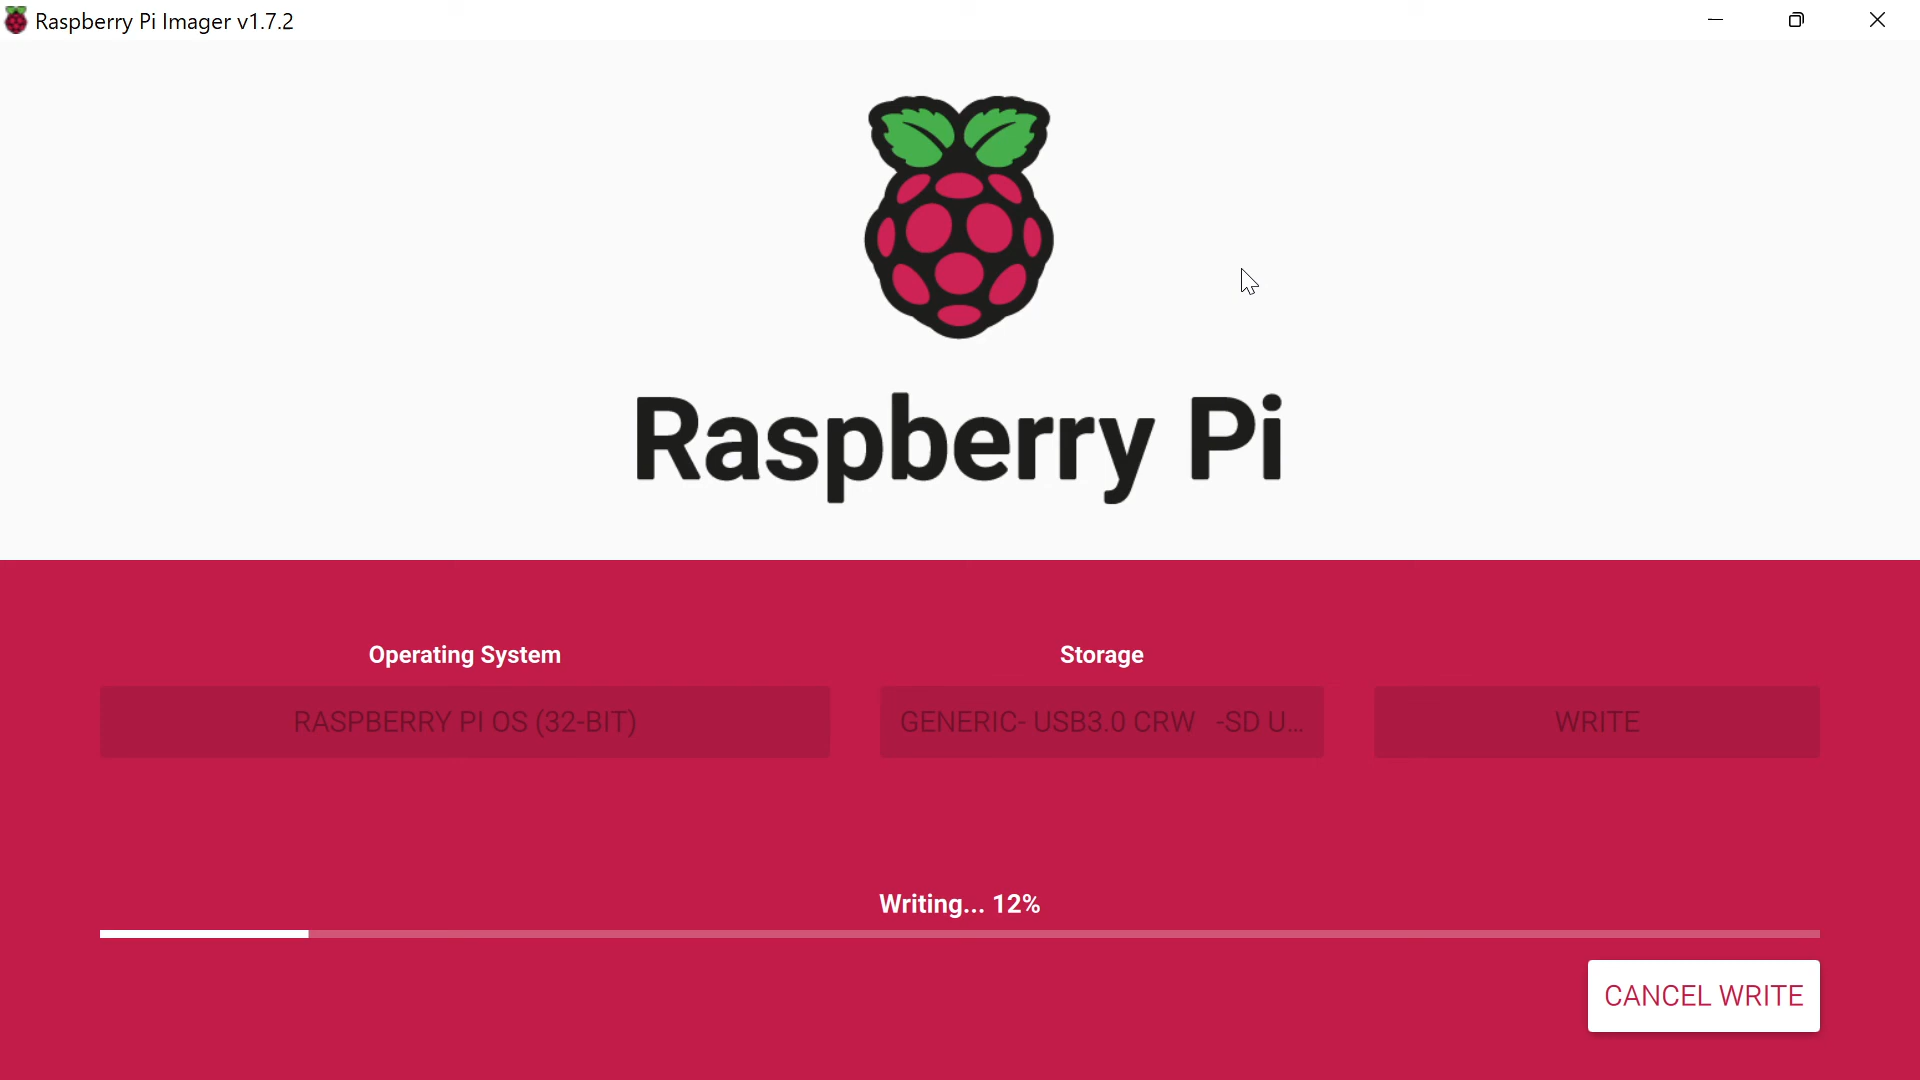 Raspberry Pi Imager v1.7.2
Raspberry Pi
Operating System
Storage
RASPBERRY PI OS (32-BIT)
GENERIC- USB3.0 CRW -SD U...
WRITE
Writing... 12%
CANCEL WRITE